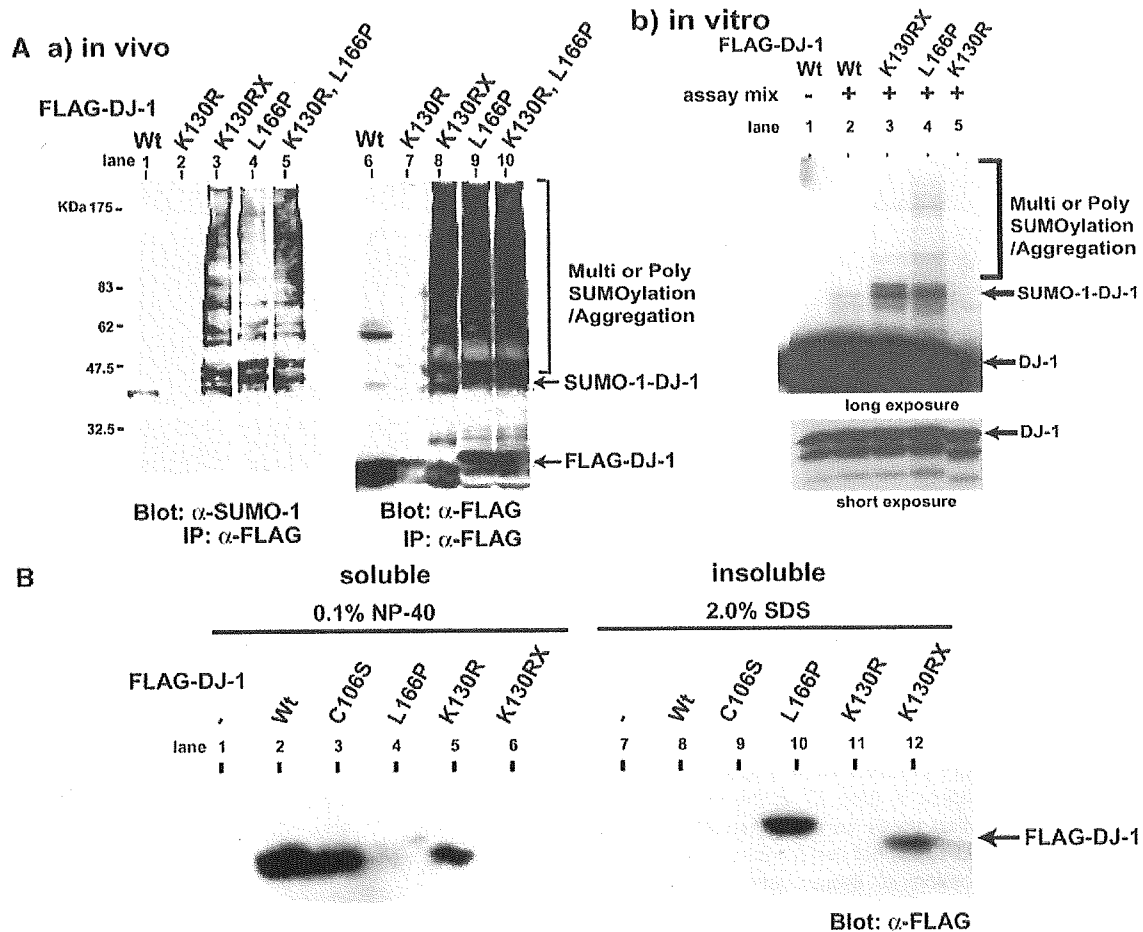 A a) in vivo
FLAG-DJ-1
Wt
K130R
K130RX
L166P
K130R, L166P
lane 1 2 3 4 5
KDa 175
83
62
47.5
32.5
Blot: α-SUMO-1
IP: α-FLAG
Wt
K130R
K130RX
L166P
K130R, L166P
6 7 8 9 10
Multi or Poly
SUMOylation
/Aggregation
SUMO-1-DJ-1
FLAG-DJ-1
Blot: α-FLAG
IP: α-FLAG
b) in vitro
FLAG-DJ-1
Wt
Wt
K130RX
L166P
K130R
assay mix - + + + +
lane 1 2 3 4 5
Multi or Poly
SUMOylation
/Aggregation
SUMO-1-DJ-1
DJ-1
long exposure
DJ-1
short exposure
B
soluble
0.1% NP-40
FLAG-DJ-1
-
Wt
C106S
L166P
K130R
K130RX
lane 1 2 3 4 5 6
insoluble
2.0% SDS
-
Wt
C106S
L166P
K130R
K130RX
7 8 9 10 11 12
FLAG-DJ-1
Blot: α-FLAG